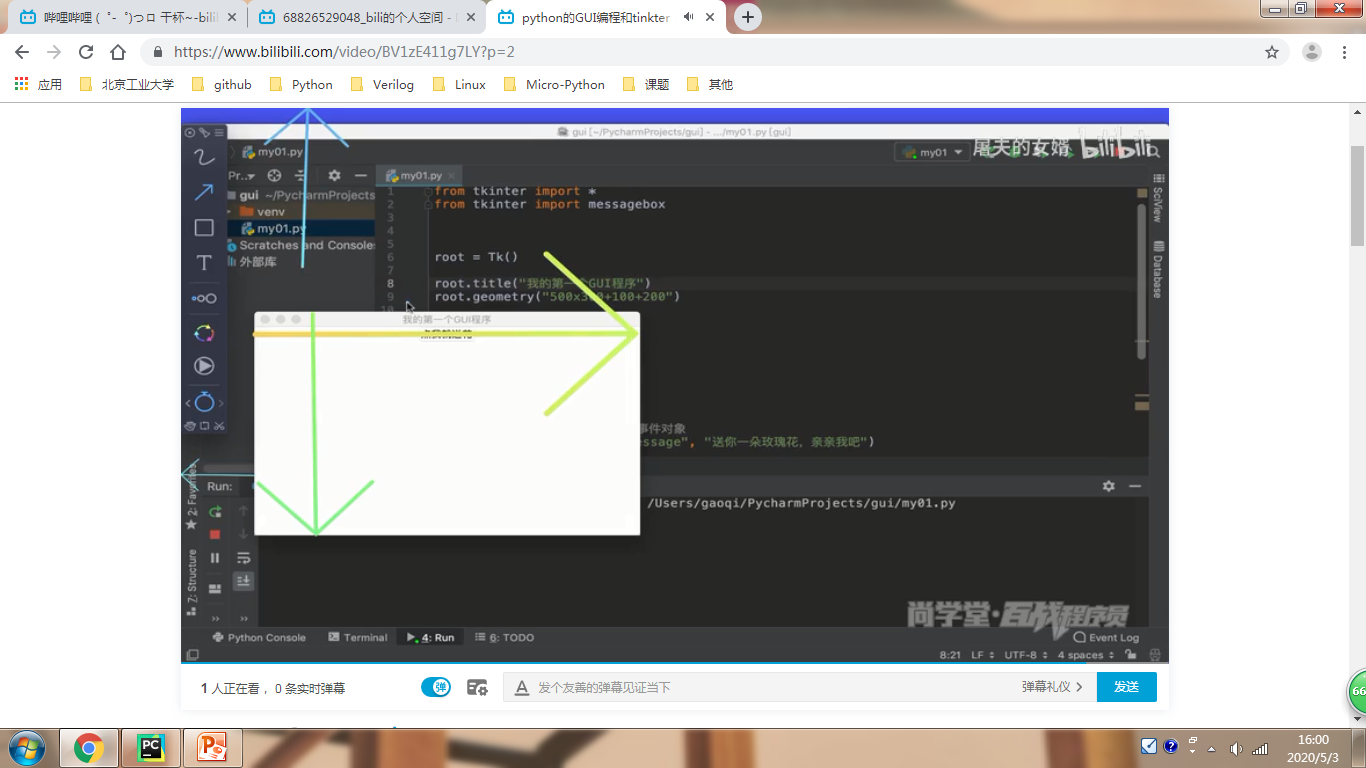 哔哩哔哩 ( ゜- ゜)つロ 干杯~-bili
68826529048_bili的个人空间 -
python的GUI编程和tinkter
https://www.bilibili.com/video/BV1zE411g7LY?p=2
应用 北京工业大学 github Python Verilog Linux Micro-Python 课题 其他
gui [~/PycharmProjects/gui] - .../my01.py [gui]
my01.py
my01
屠夫的女婿 bilibili
Pr..
my01.py
gui ~/PycharmProjects
venv
my01.py
Scratches and Console
外部库
1 from tkinter import *
2 from tkinter import messagebox
3
4
5
6 root = Tk()
7
8 root.title("我的第一个GUI程序")
9 root.geometry("500x300+100+200")
10
SciView
Database
我的第一个GUI程序
事件对象
ssage", "送你一朵玫瑰花，亲亲我吧")
Run:
/Users/gaoqi/PycharmProjects/gui/my01.py
2: Favorites
Z: Structure
尚学堂·百战程序员
Python Console Terminal 4: Run 6: TODO Event Log
8:21 LF UTF-8 4 spaces
1 人正在看， 0 条实时弹幕
弹
发个友善的弹幕见证当下
弹幕礼仪
发送
66
16:00
2020/5/3